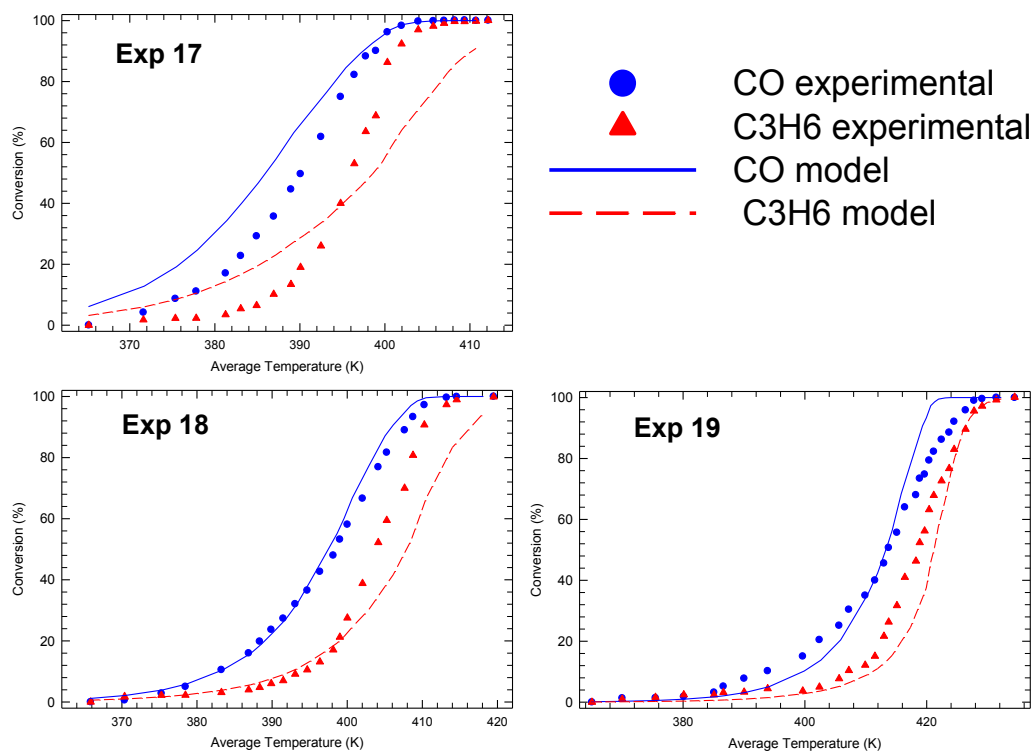 Exp 17
Conversion (%)
100
80
60
40
20
0
370 380 390 400 410
Average Temperature (K)
CO experimental
C3H6 experimental
CO model
C3H6 model
Exp 18
Conversion (%)
100
80
60
40
20
0
370 380 390 400 410 420
Average Temperature (K)
Exp 19
Conversion (%)
100
80
60
40
20
0
380 400 420
Average Temperature (K)